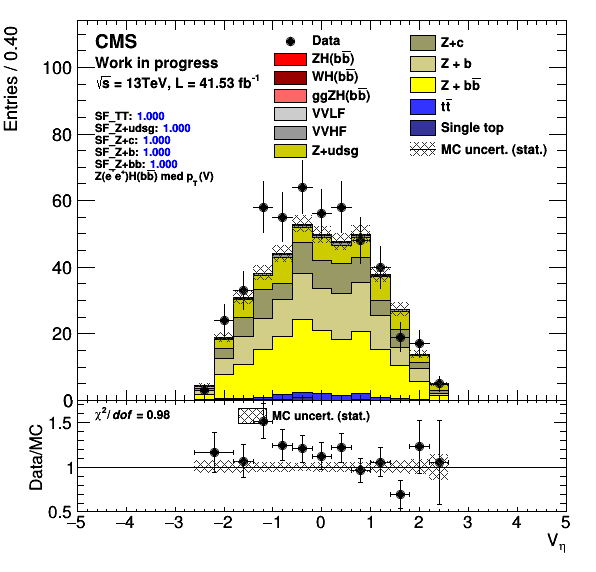 Entries / 0.40
CMS
Work in progress
√s = 13TeV, L = 41.53 fb⁻¹
SF_TT: 1.000
SF_Z+udsg: 1.000
SF_Z+c: 1.000
SF_Z+b: 1.000
SF_Z+bb: 1.000
Z(e⁻e⁺)H(bb̅) med p_T(V)
Data
ZH(bb̅)
WH(bb̅)
ggZH(bb̅)
VVLF
VVHF
Z+udsg
Z+c
Z + b
Z + bb̅
tt̅
Single top
MC uncert. (stat.)
100
80
60
40
20
0
Data/MC
χ²/dof = 0.98
MC uncert. (stat.)
1.5
1
0.5
−5 −4 −3 −2 −1 0 1 2 3 4 5
V_η